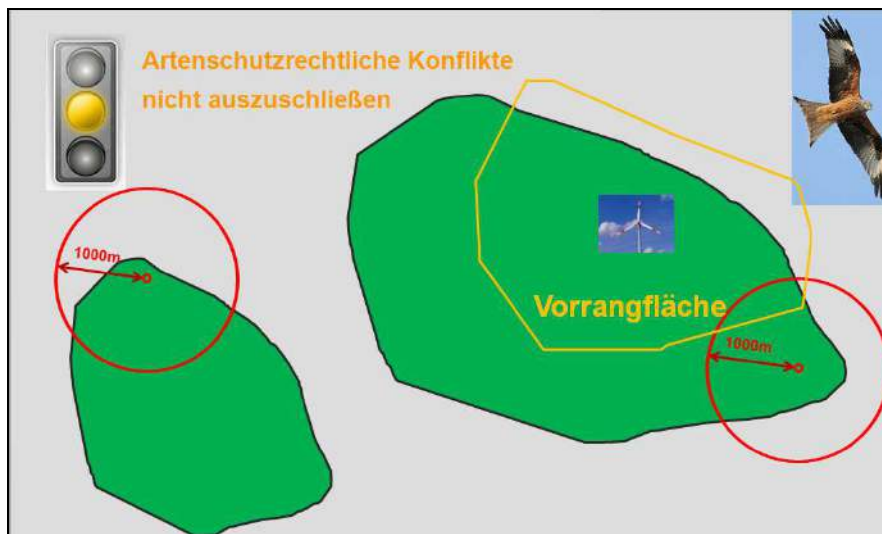 Artenschutzrechtliche Konflikte
nicht auszuschließen
1000m
Vorrangfläche
1000m